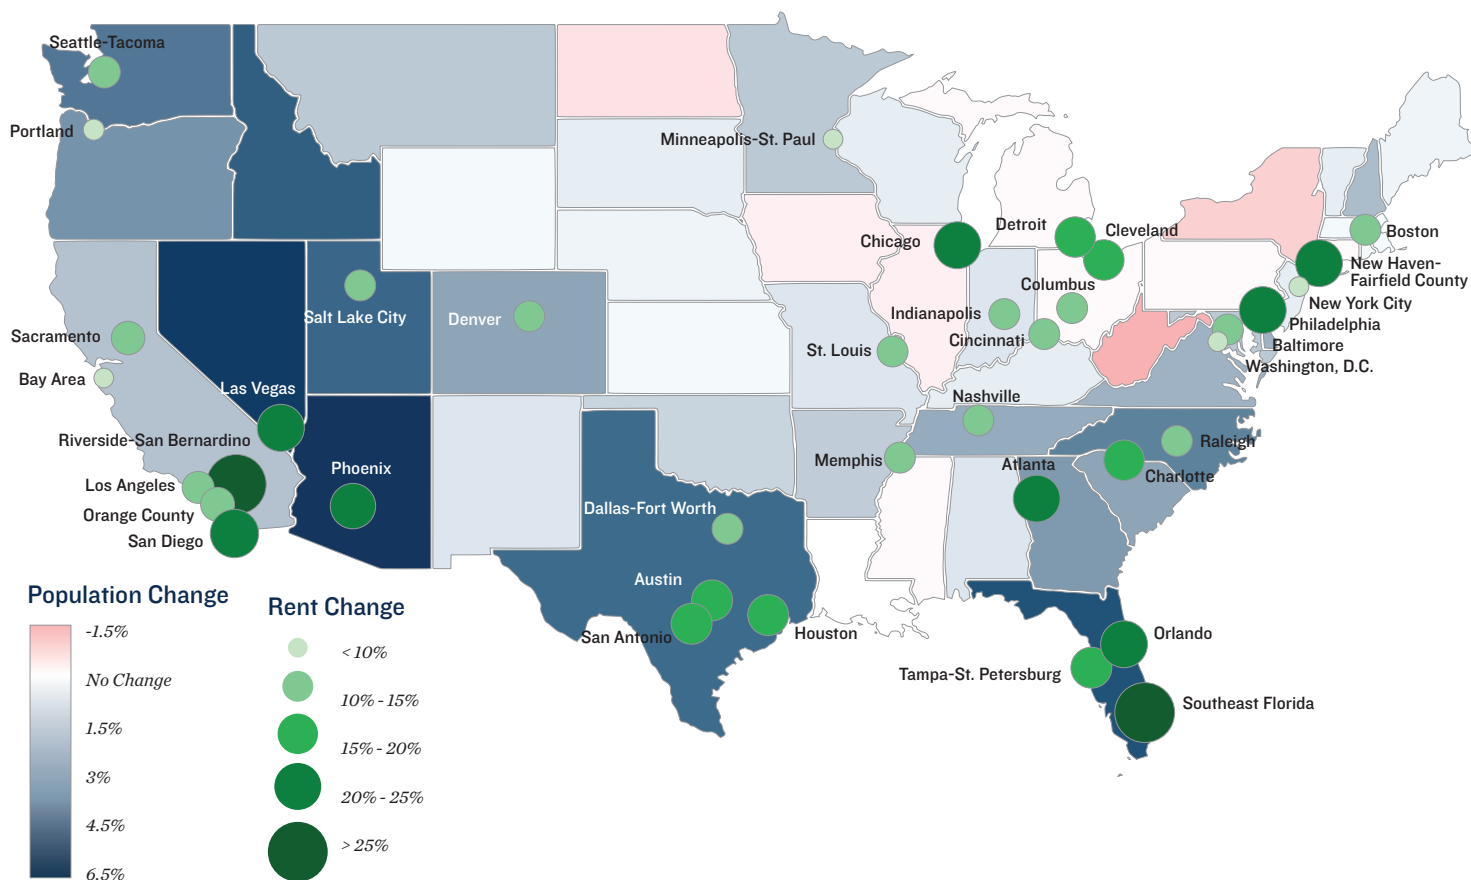 Seattle-Tacoma
Portland
Minneapolis-St. Paul
Detroit
Cleveland
Chicago
Boston
New Haven-
Fairfield County
Columbus
New York City
Salt Lake City
Denver
Indianapolis
Philadelphia
Sacramento
Cincinnati
Baltimore
St. Louis
Washington, D.C.
Bay Area
Las Vegas
Nashville
Riverside-San Bernardino
Raleigh
Memphis
Atlanta
Phoenix
Charlotte
Los Angeles
Dallas-Fort Worth
Orange County
San Diego
Austin
San Antonio
Houston
Orlando
Tampa-St. Petersburg
Southeast Florida
Population Change
-1.5%
No Change
1.5%
3%
4.5%
6.5%
Rent Change
< 10%
10% - 15%
15% - 20%
20% - 25%
> 25%